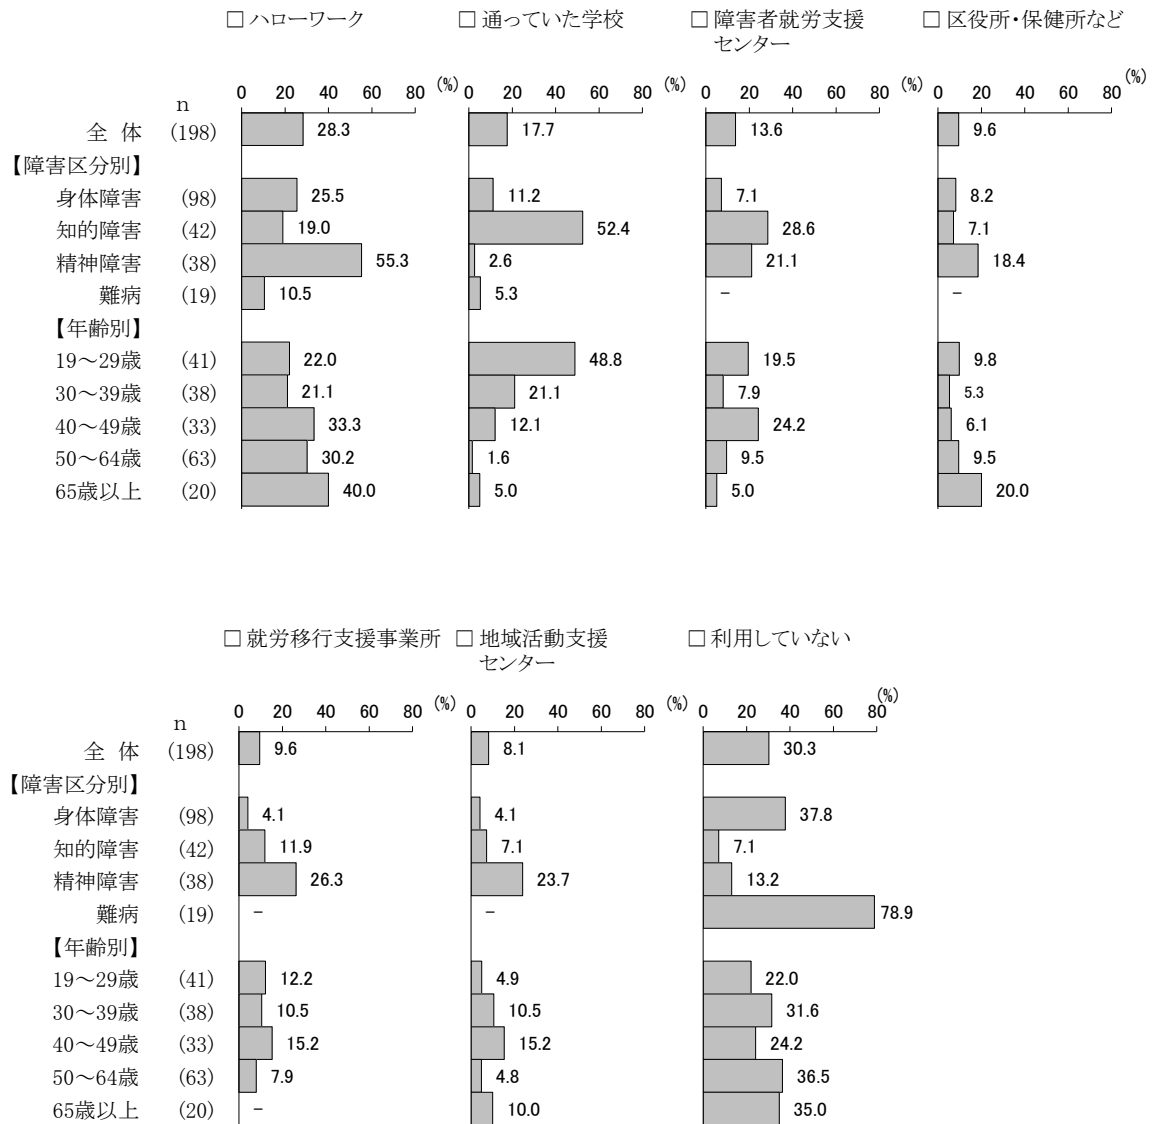 □ ハローワーク □ 通っていた学校 □ 障害者就労支援 □ 区役所・保健所など
センター
n 0 20 40 60 80 (%) 0 20 40 60 80 (%) 0 20 40 60 80 (%) 0 20 40 60 80 (%)
全 体 (198) 28.3 17.7 13.6 9.6
【障害区分別】
身体障害 (98) 25.5 11.2 7.1 8.2
知的障害 (42) 19.0 52.4 28.6 7.1
精神障害 (38) 55.3 2.6 21.1 18.4
難病 (19) 10.5 5.3 － －
【年齢別】
19～29歳 (41) 22.0 48.8 19.5 9.8
30～39歳 (38) 21.1 21.1 7.9 5.3
40～49歳 (33) 33.3 12.1 24.2 6.1
50～64歳 (63) 30.2 1.6 9.5 9.5
65歳以上 (20) 40.0 5.0 5.0 20.0
□ 就労移行支援事業所 □ 地域活動支援 □ 利用していない
センター
n 0 20 40 60 80 (%) 0 20 40 60 80 (%) 0 20 40 60 80 (%)
全 体 (198) 9.6 8.1 30.3
【障害区分別】
身体障害 (98) 4.1 4.1 37.8
知的障害 (42) 11.9 7.1 7.1
精神障害 (38) 26.3 23.7 13.2
難病 (19) － － 78.9
【年齢別】
19～29歳 (41) 12.2 4.9 22.0
30～39歳 (38) 10.5 10.5 31.6
40～49歳 (33) 15.2 15.2 24.2
50～64歳 (63) 7.9 4.8 36.5
65歳以上 (20) － 10.0 35.0